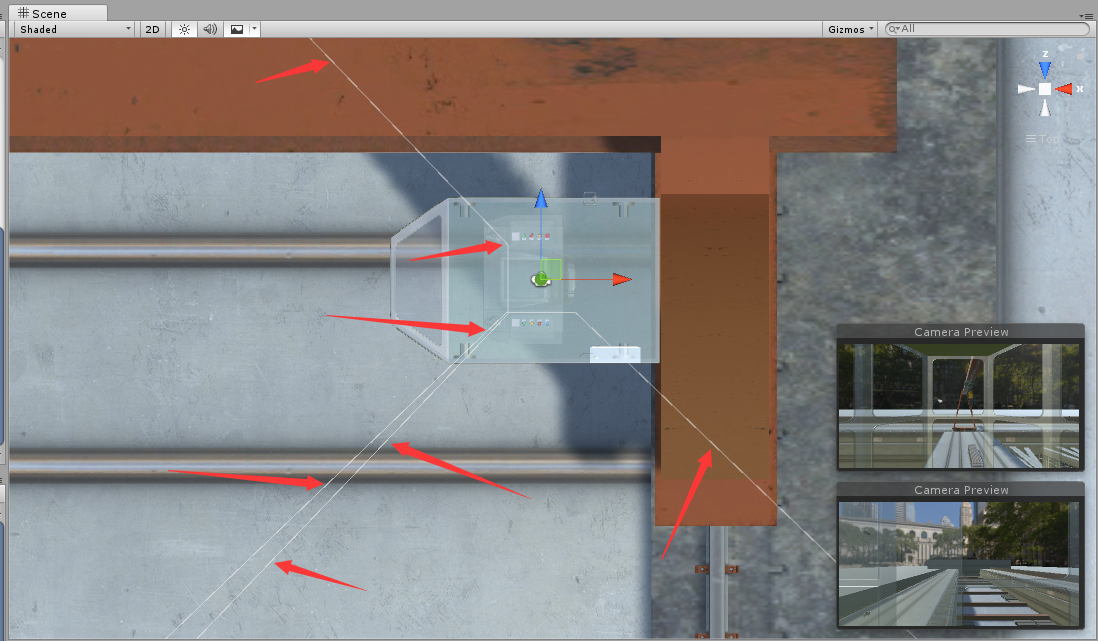 Scene
Shaded
2D
Gizmos
All
z
x
Top
Camera Preview
Camera Preview